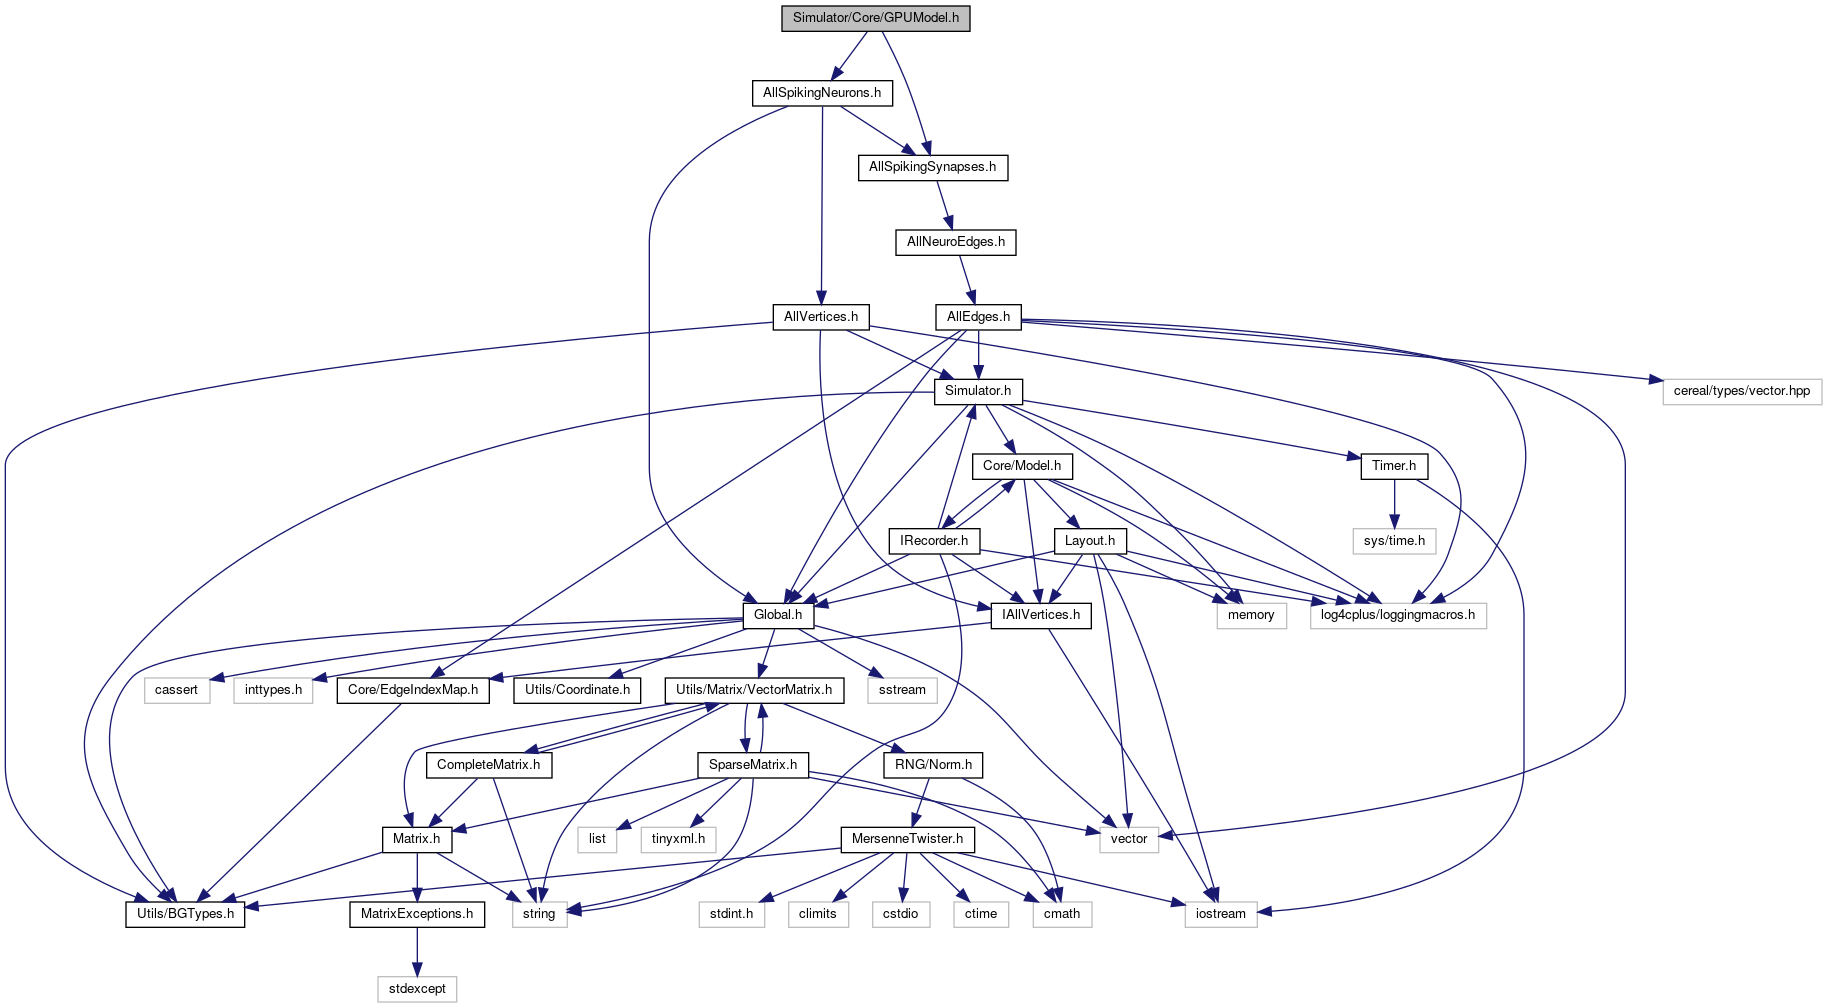 Simulator/Core/GPUModel.h
AllSpikingNeurons.h
AllSpikingSynapses.h
AllNeuroEdges.h
AllVertices.h
AllEdges.h
Simulator.h
cereal/types/vector.hpp
Core/Model.h
Timer.h
IRecorder.h
Layout.h
sys/time.h
Global.h
IAllVertices.h
memory
log4cplus/loggingmacros.h
cassert
inttypes.h
Core/EdgeIndexMap.h
Utils/Coordinate.h
Utils/Matrix/VectorMatrix.h
sstream
CompleteMatrix.h
SparseMatrix.h
RNG/Norm.h
Matrix.h
list
tinyxml.h
MersenneTwister.h
vector
Utils/BGTypes.h
MatrixExceptions.h
string
stdint.h
climits
cstdio
ctime
cmath
iostream
stdexcept